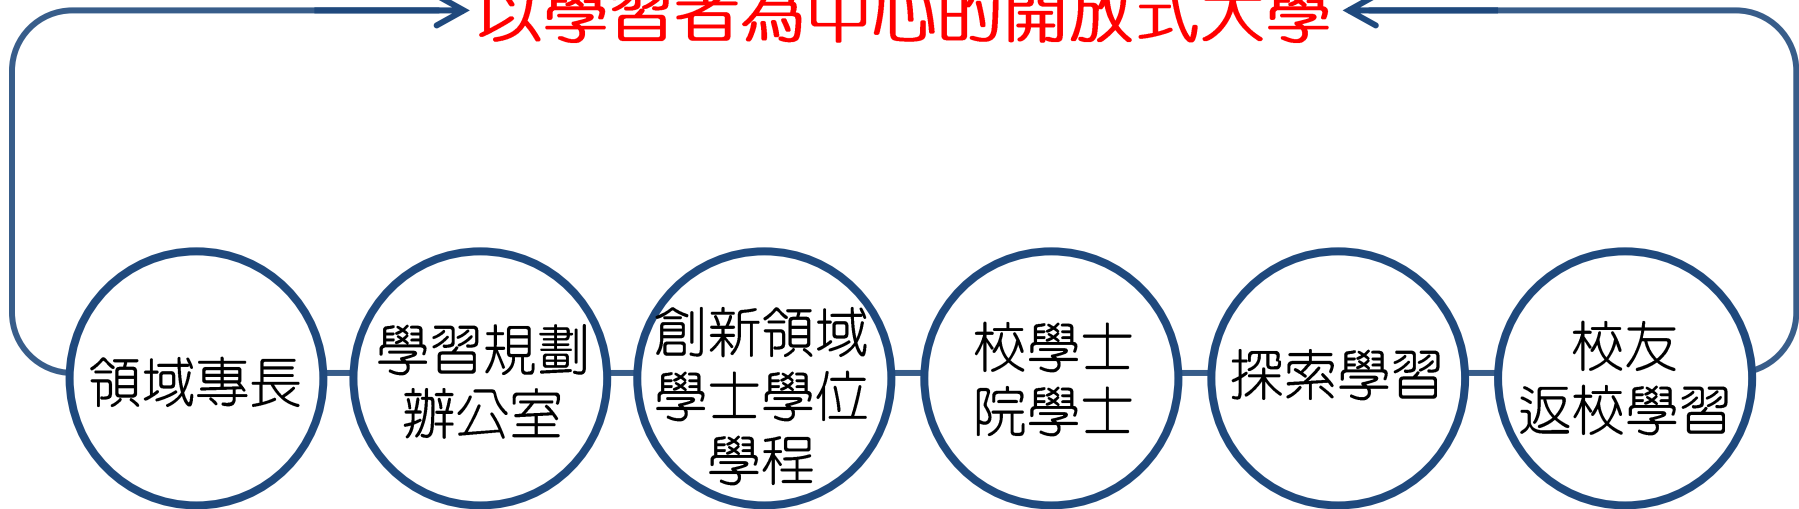 以學習者為中心的開放式大學
領域專長
學習規劃
辦公室
創新領域
學士學位
學程
校學士
院學士
探索學習
校友
返校學習